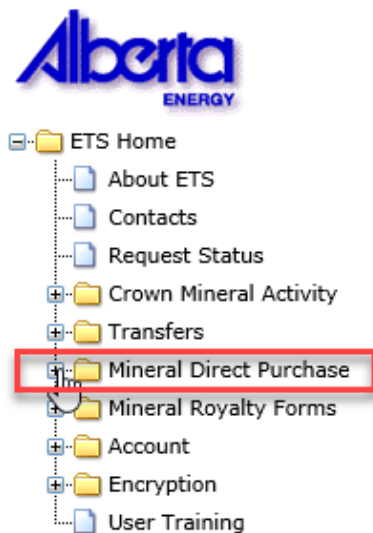 Alberta
ENERGY
ETS Home
About ETS
Contacts
Request Status
Crown Mineral Activity
Transfers
Mineral Direct Purchase
Mineral Royalty Forms
Account
Encryption
User Training